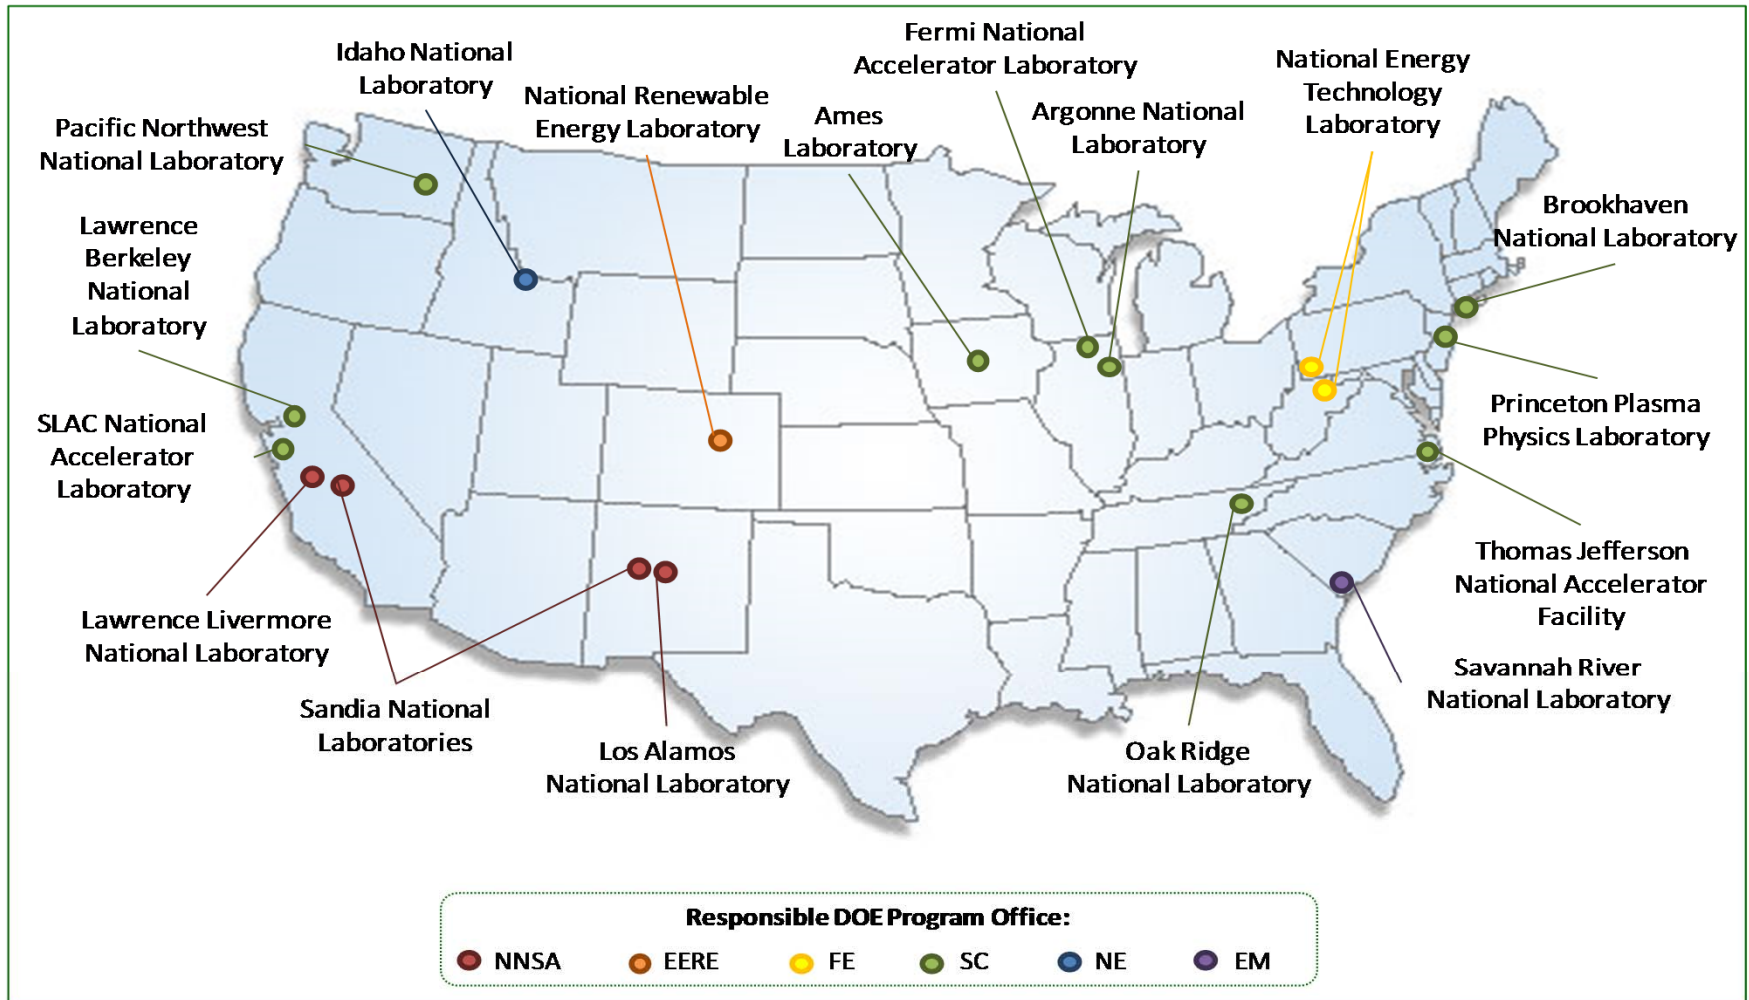 Idaho National
Laboratory
Fermi National
Accelerator Laboratory
National Energy
Technology
Laboratory
National Renewable
Energy Laboratory
Ames
Laboratory
Argonne National
Laboratory
Pacific Northwest
National Laboratory
Brookhaven
National Laboratory
Lawrence
Berkeley
National
Laboratory
SLAC National
Accelerator
Laboratory
Princeton Plasma
Physics Laboratory
Thomas Jefferson
National Accelerator
Facility
Lawrence Livermore
National Laboratory
Savannah River
National Laboratory
Sandia National
Laboratories
Los Alamos
National Laboratory
Oak Ridge
National Laboratory
Responsible DOE Program Office:
NNSA EERE FE SC NE EM